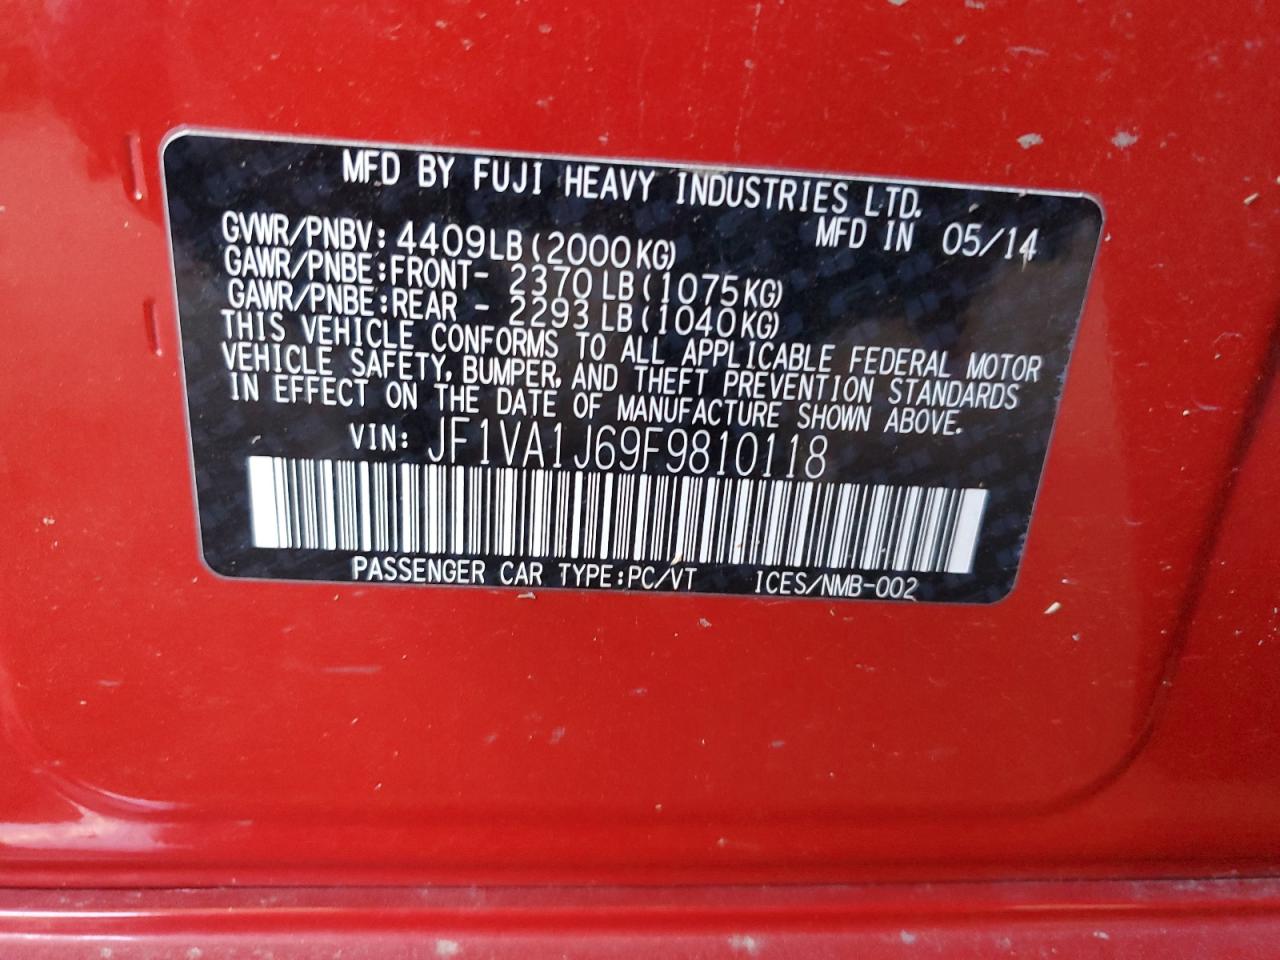 MFD BY FUJI HEAVY INDUSTRIES LTD.
MFD IN 05/14
GVWR/PNBV: 4409LB (2000KG)
GAWR/PNBE:FRONT- 2370LB (1075KG)
GAWR/PNBE:REAR - 2293LB (1040KG)
THIS VEHICLE CONFORMS TO ALL APPLICABLE FEDERAL MOTOR
VEHICLE SAFETY, BUMPER, AND THEFT PREVENTION STANDARDS
IN EFFECT ON THE DATE OF MANUFACTURE SHOWN ABOVE.
VIN: JF1VA1J69F9810118
PASSENGER CAR TYPE:PC/VT ICES/NMB-002